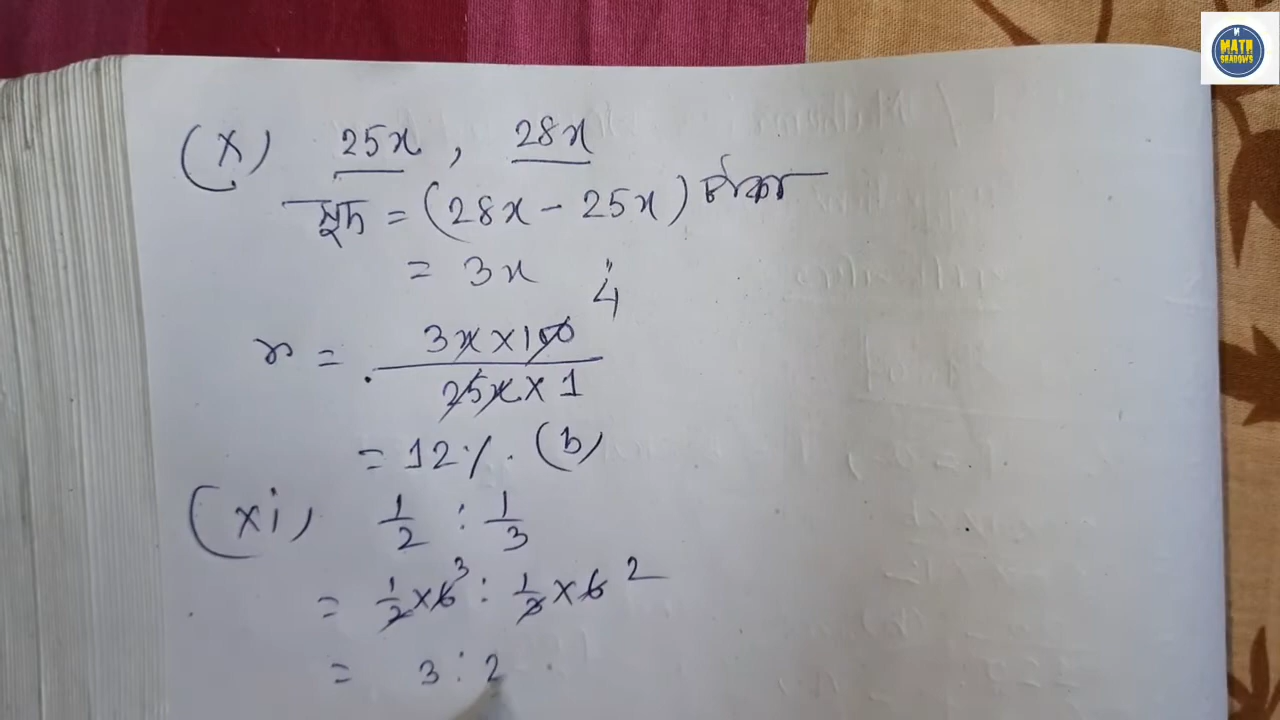 M
MATH
SHADOWS
(x) 25x, 28x
সুদ = (28x - 25x) টাকা
= 3x
4
r = 3x × 100 / 25x × 1
= 12%. (b)
(xi) 1/2 : 1/3
= 1/2 × 6 3 : 1/3 × 6 2
= 3 : 2